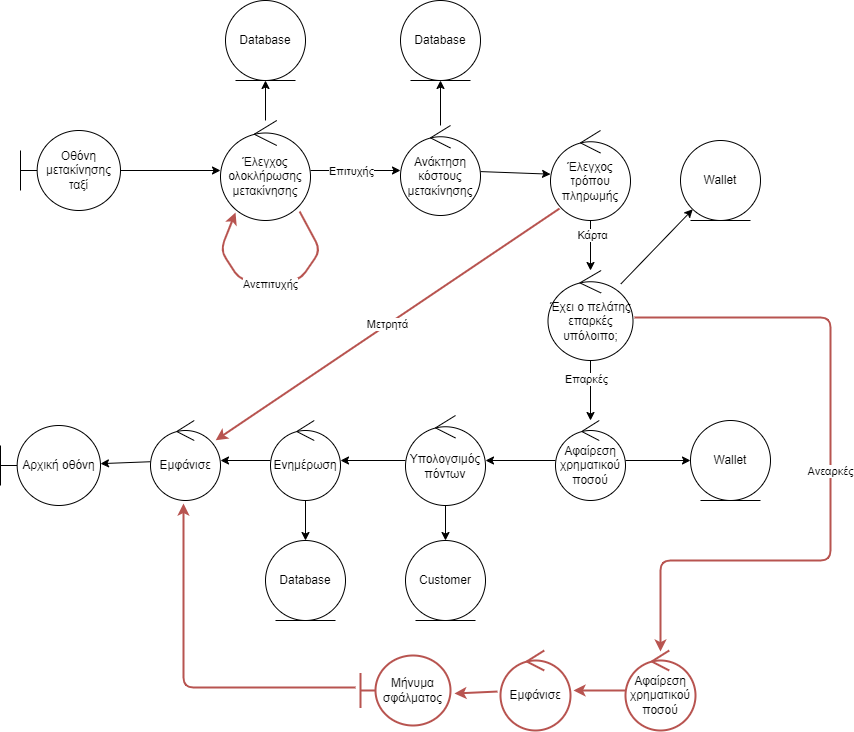 Database
Database
Οθόνη
μετακίνησης
ταξί
Έλεγχος
ολοκλήρωσης
μετακίνησης
Επιτυχής
Ανάκτηση
κόστους
μετακίνησης
Έλεγχος
τρόπου
πληρωμής
Wallet
Κάρτα
Ανεπιτυχής
Μετρητά
Έχει ο πελάτης
επαρκές
υπόλοιπο;
Επαρκές
Αρχική οθόνη
Εμφάνισε
Ενημέρωση
Υπολογσιμός
πόντων
Αφαίρεση
χρηματικού
ποσού
Wallet
Ανεαρκές
Database
Customer
Μήνυμα
σφάλματος
Εμφάνισε
Αφαίρεση
χρηματικού
ποσού